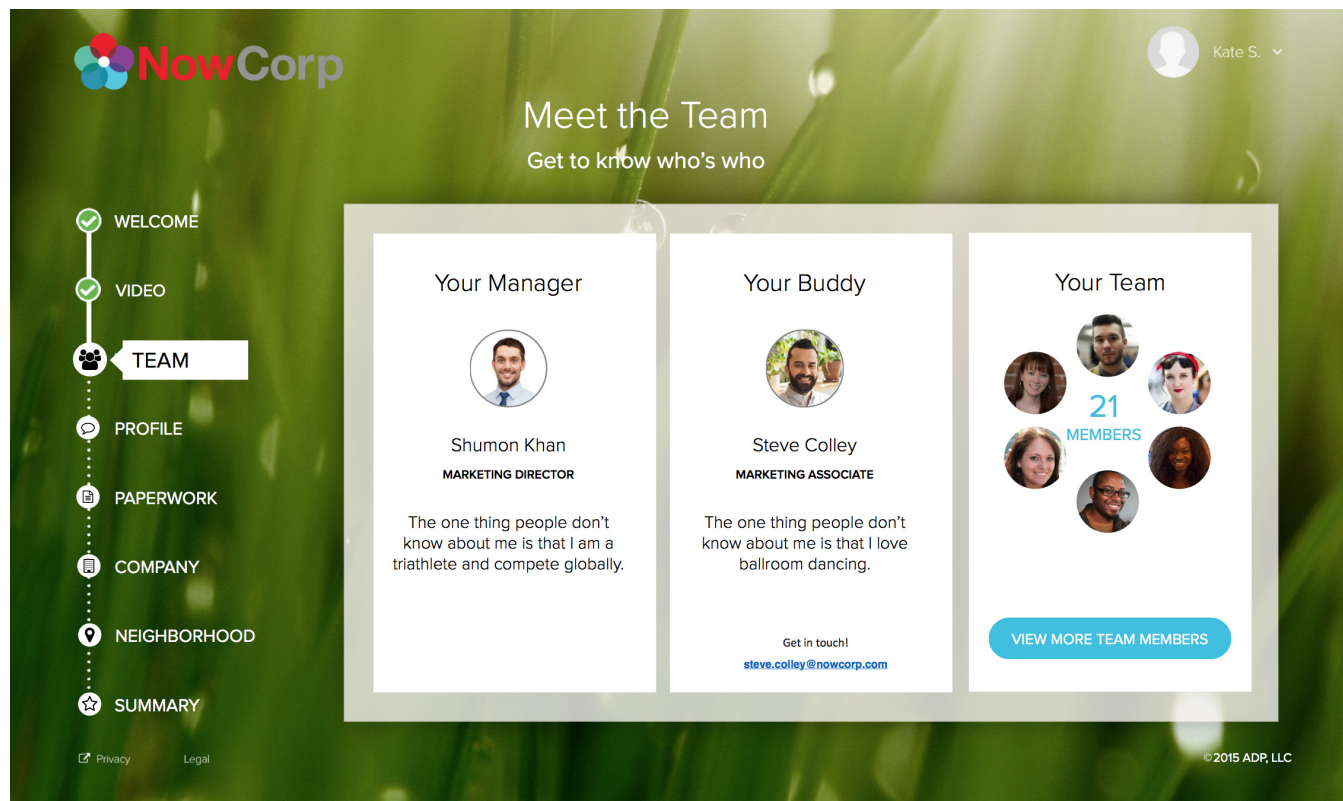 NowCorp
Kate S.
Meet the Team
Get to know who's who
WELCOME
VIDEO
TEAM
PROFILE
PAPERWORK
COMPANY
NEIGHBORHOOD
SUMMARY
Your Manager
Shumon Khan
MARKETING DIRECTOR
The one thing people don't
know about me is that I am a
triathlete and compete globally.
Your Buddy
Steve Colley
MARKETING ASSOCIATE
The one thing people don't
know about me is that I love
ballroom dancing.
Get in touch!
steve.colley@nowcorp.com
Your Team
21
MEMBERS
VIEW MORE TEAM MEMBERS
Privacy
Legal
©2015 ADP, LLC